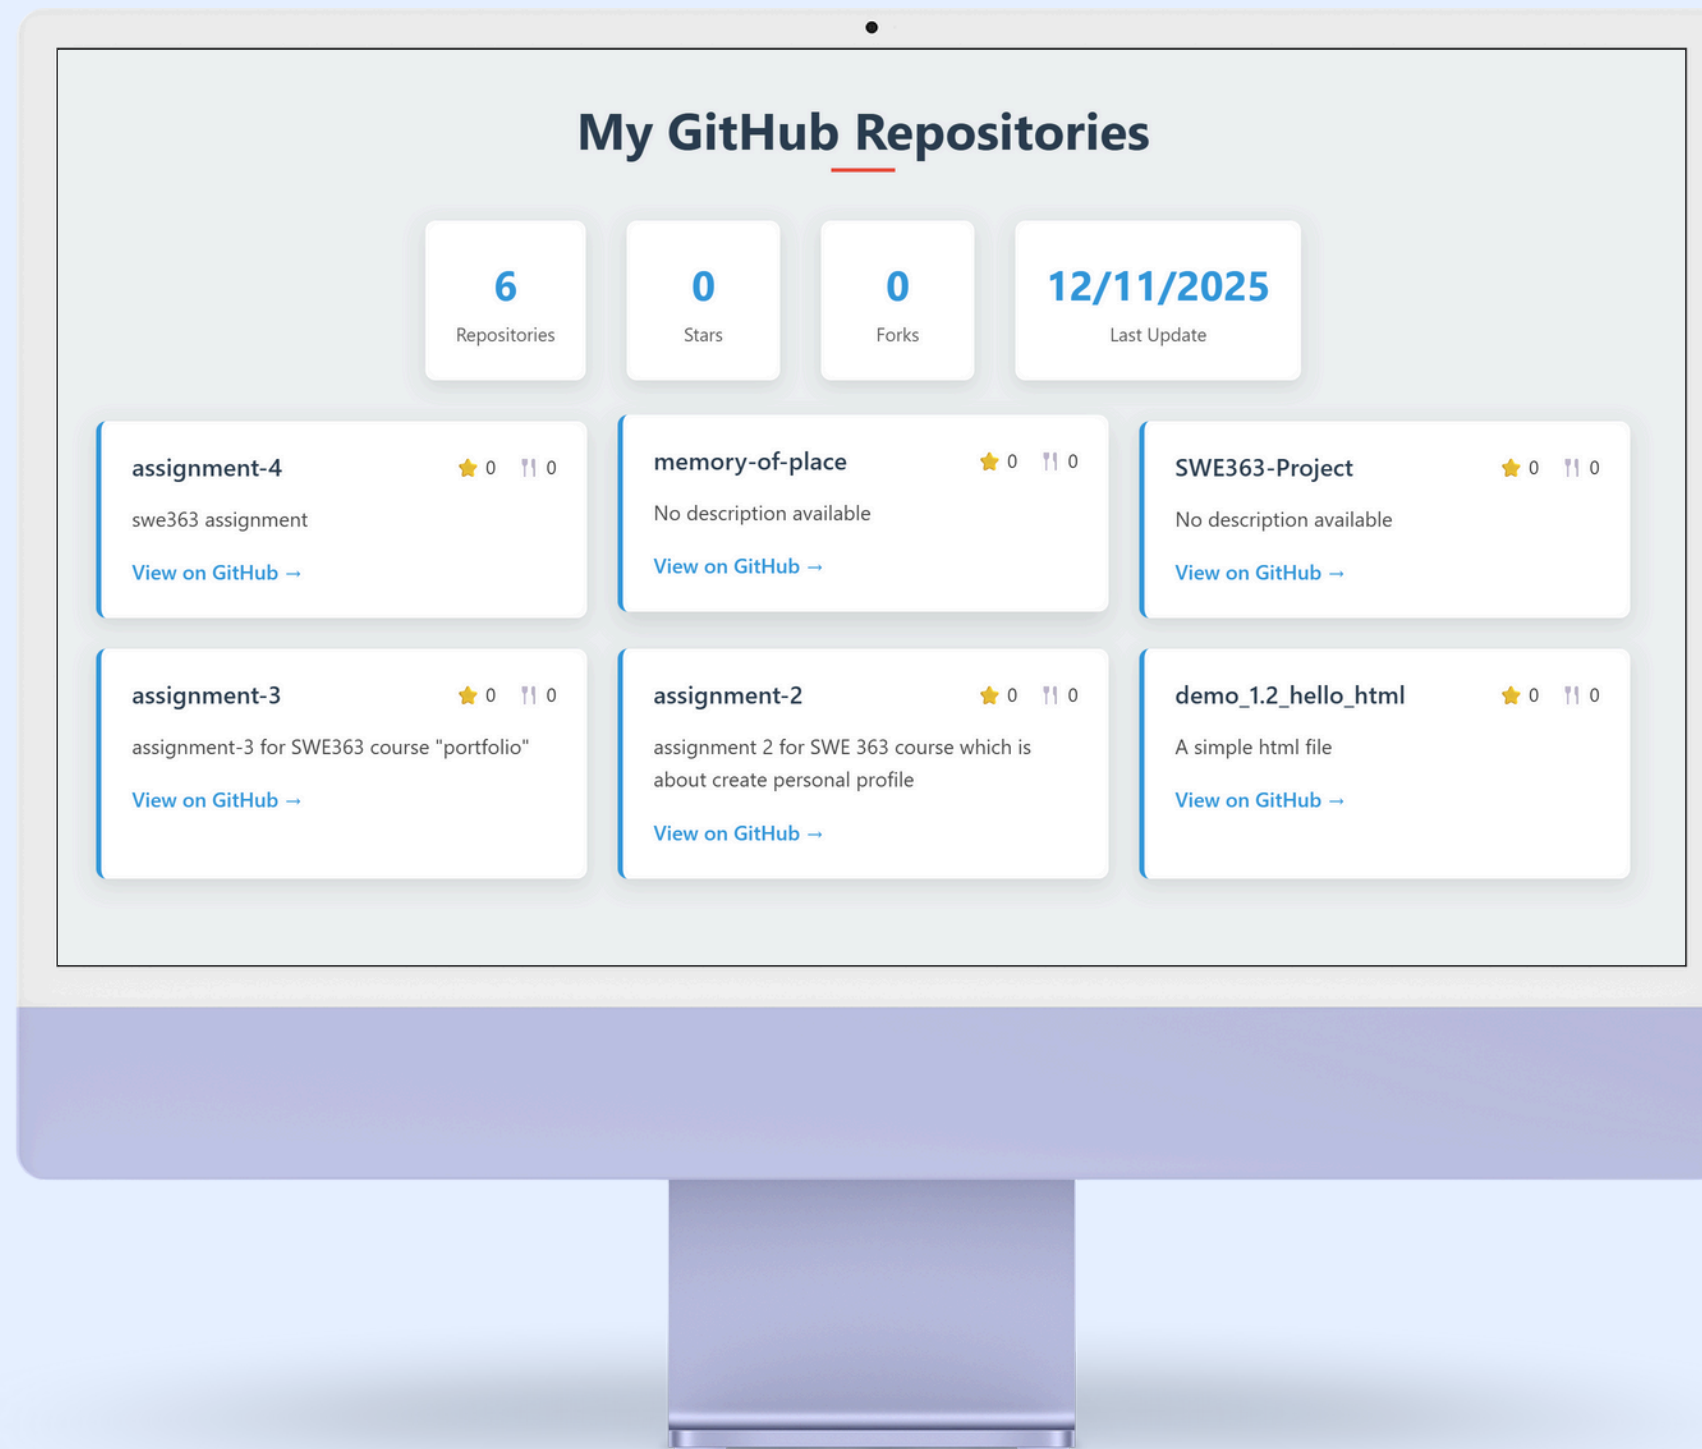 My GitHub Repositories
6
Repositories
0
Stars
0
Forks
12/11/2025
Last Update
assignment-4
0
0
swe363 assignment
View on GitHub →
memory-of-place
0
0
No description available
View on GitHub →
SWE363-Project
0
0
No description available
View on GitHub →
assignment-3
0
0
assignment-3 for SWE363 course "portfolio"
View on GitHub →
assignment-2
0
0
assignment 2 for SWE 363 course which is
about create personal profile
View on GitHub →
demo_1.2_hello_html
0
0
A simple html file
View on GitHub →